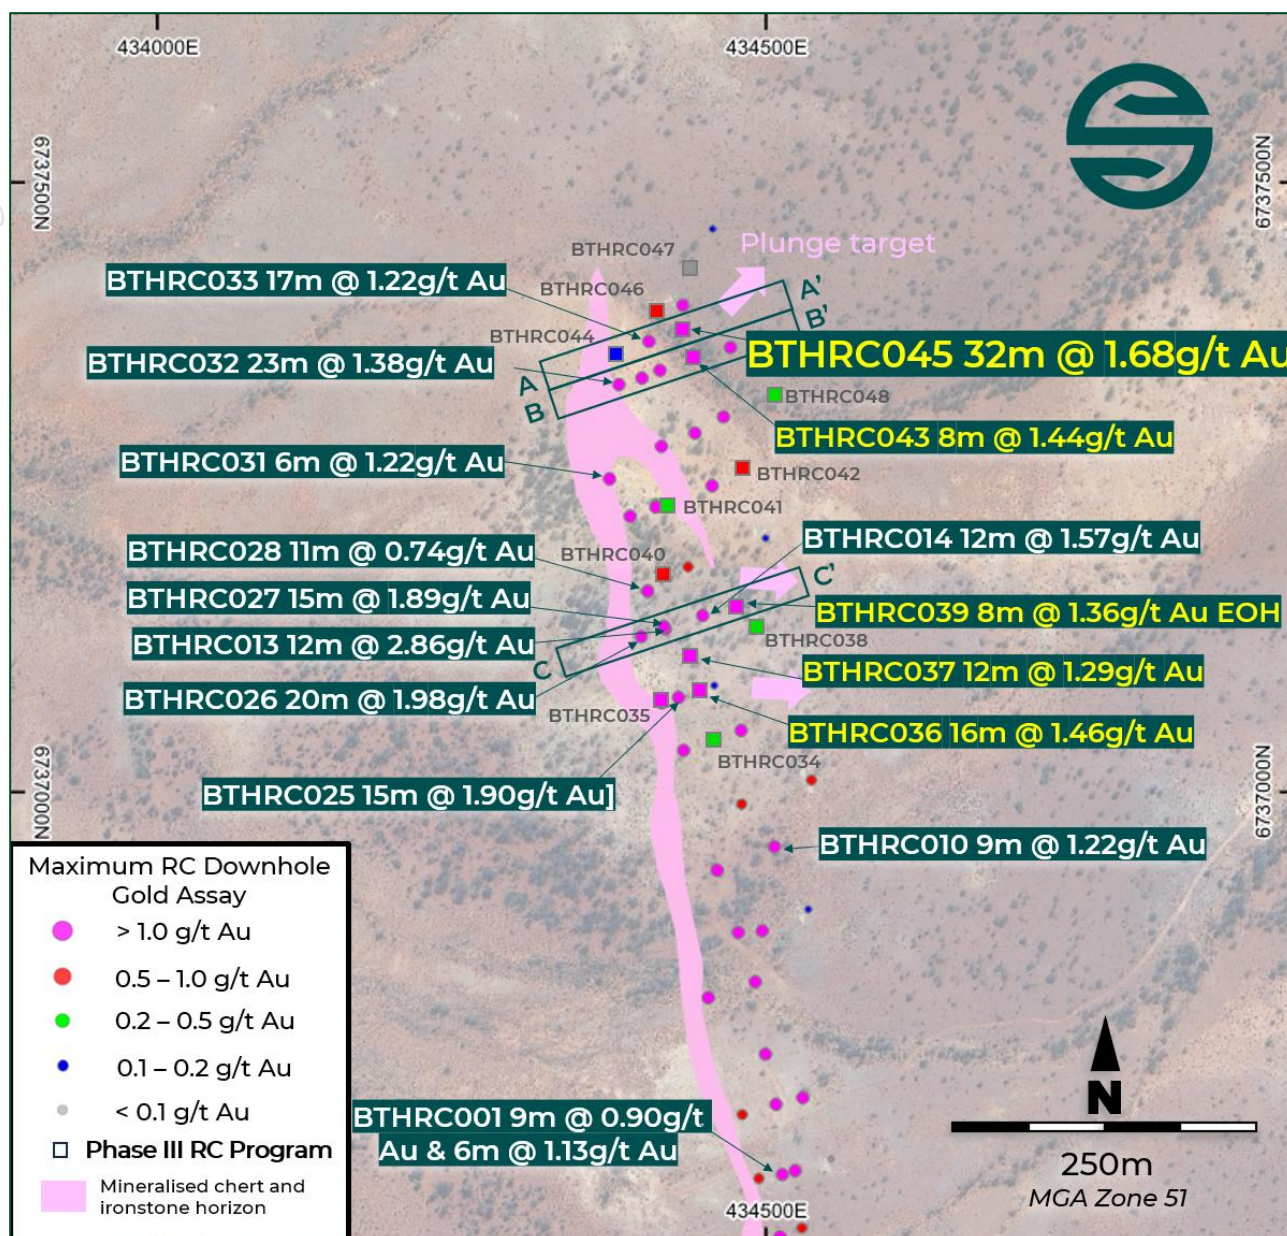 434000E
434500E
6737500N
6737500N
Plunge target
BTHRC047
BTHRC033 17m @ 1.22g/t Au
BTHRC046
A'
B'
BTHRC044
BTHRC045 32m @ 1.68g/t Au
BTHRC032 23m @ 1.38g/t Au
A
B
BTHRC048
BTHRC043 8m @ 1.44g/t Au
BTHRC031 6m @ 1.22g/t Au
BTHRC042
BTHRC041
BTHRC014 12m @ 1.57g/t Au
BTHRC028 11m @ 0.74g/t Au
BTHRC040
C'
BTHRC027 15m @ 1.89g/t Au
BTHRC039 8m @ 1.36g/t Au EOH
BTHRC013 12m @ 2.86g/t Au
BTHRC038
C
BTHRC037 12m @ 1.29g/t Au
BTHRC026 20m @ 1.98g/t Au
BTHRC035
BTHRC036 16m @ 1.46g/t Au
BTHRC034
BTHRC025 15m @ 1.90g/t Au]
6737000N
6737000N
BTHRC010 9m @ 1.22g/t Au
Maximum RC Downhole
Gold Assay
> 1.0 g/t Au
0.5 – 1.0 g/t Au
0.2 – 0.5 g/t Au
0.1 – 0.2 g/t Au
< 0.1 g/t Au
Phase III RC Program
Mineralised chert and
ironstone horizon
BTHRC001 9m @ 0.90g/t
Au & 6m @ 1.13g/t Au
N
250m
MGA Zone 51
434500E